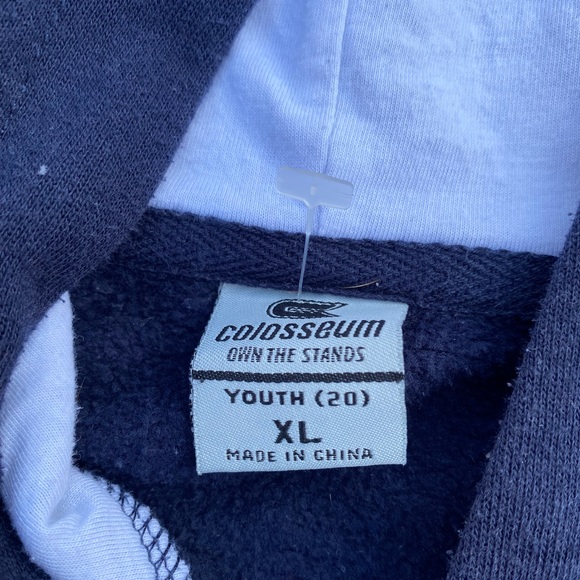 colosseum
OWN THE STANDS
YOUTH (20)
XL
MADE IN CHINA